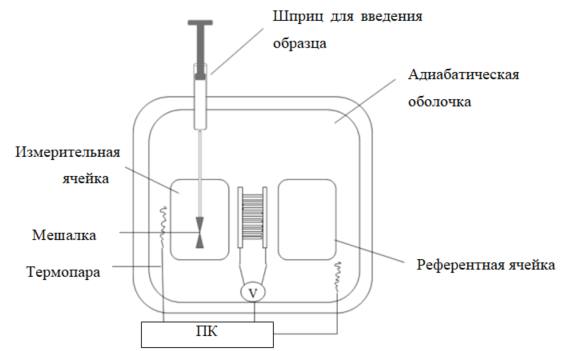 Шприц для введения
образца
Адиабатическая
оболочка
Измерительная
ячейка
Мешалка
Термопара
Референтная ячейка
V
ПК